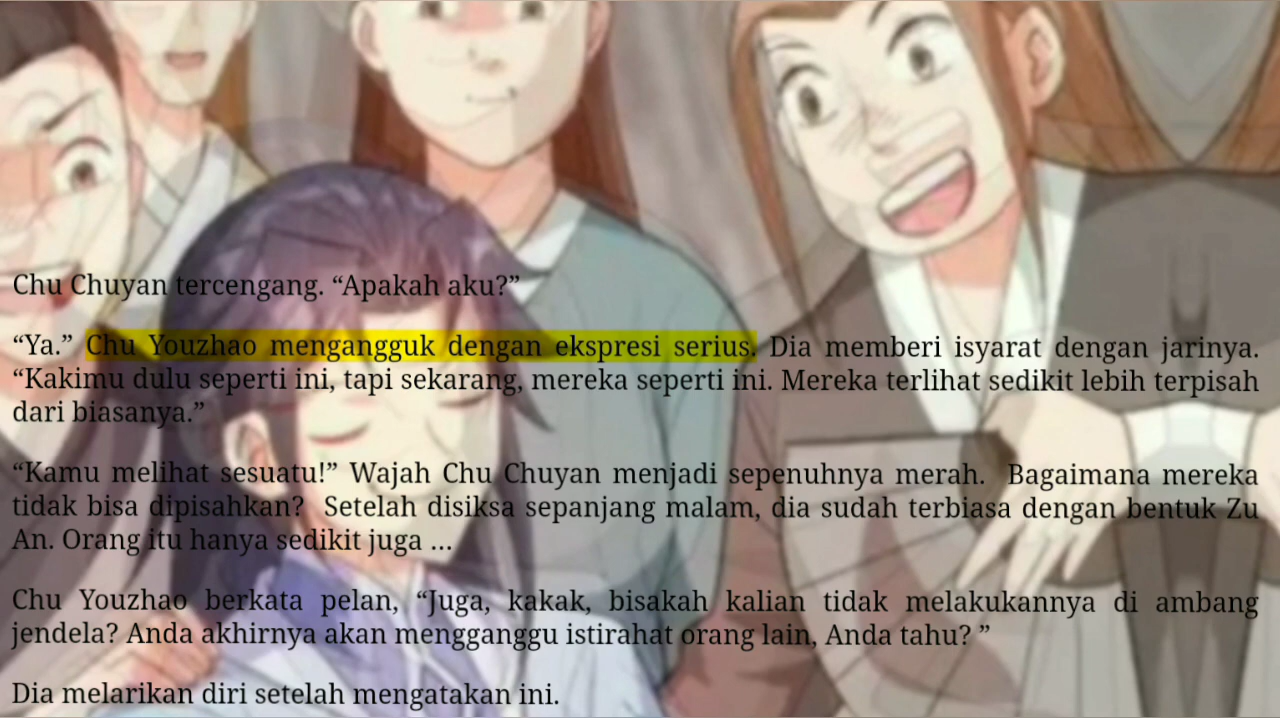 Chu Chuyan tercengang. “Apakah aku?”
“Ya.” Chu Youzhao mengangguk dengan ekspresi serius. Dia memberi isyarat dengan jarinya.
“Kakimu dulu seperti ini, tapi sekarang, mereka seperti ini. Mereka terlihat sedikit lebih terpisah
dari biasanya.”
“Kamu melihat sesuatu!” Wajah Chu Chuyan menjadi sepenuhnya merah. Bagaimana mereka
tidak bisa dipisahkan? Setelah disiksa sepanjang malam, dia sudah terbiasa dengan bentuk Zu
An. Orang itu hanya sedikit juga …
Chu Youzhao berkata pelan, “Juga, kakak, bisakah kalian tidak melakukannya di ambang
jendela? Anda akhirnya akan mengganggu istirahat orang lain, Anda tahu? ”
Dia melarikan diri setelah mengatakan ini.